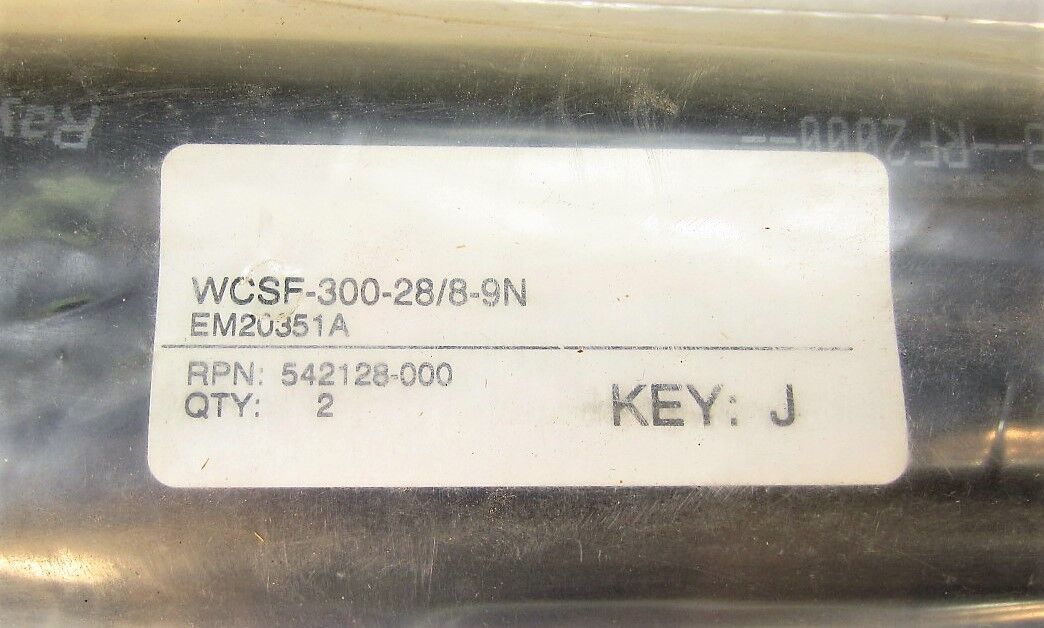 WCSF-300-28/8-9N
EM20351A
RPN: 542128-000
QTY: 2
KEY: J